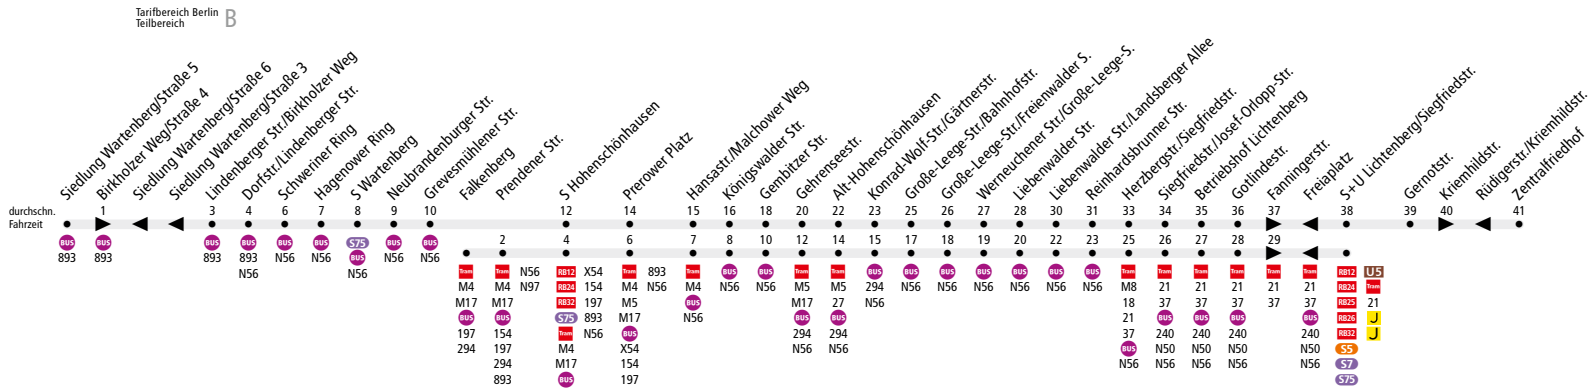 Tarifbereich Berlin
Teilbereich
B
Siedlung Wartenberg/Straße 5
Birkholzer Weg/Straße 4
Siedlung Wartenberg/Straße 6
Siedlung Wartenberg/Straße 3
Lindenberger Str./Birkholzer Weg
Dorfstr./Lindenberger Str.
Schweriner Ring
Hagenower Ring
S Wartenberg
Neubrandenburger Str.
Grevesmühlener Str.
Falkenberg
Prendener Str.
S Hohenschönhausen
Prerower Platz
Hansastr./Malchower Weg
Königswalder Str.
Gembitzer Str.
Gehrenseestr.
Alt-Hohenschönhausen
Konrad-Wolf-Str./Gärtnerstr.
Große-Leege-Str./Bahnhofstr.
Große-Leege-Str./Freienwalder S.
Werneuchener Str./Große-Leege-S.
Liebenwalder Str.
Liebenwalder Str./Landsberger Allee
Reinhardsbrunner Str.
Herzbergstr./Siegfriedstr.
Siegfriedstr./Josef-Orlopp-Str.
Betriebshof Lichtenberg
Gotlindestr.
Fanningerstr.
Freiaplatz
S+U Lichtenberg/Siegfriedstr.
Gernotstr.
Kriemhildstr.
Rüdigerstr./Kriemhildstr.
Zentralfriedhof
durchschn. 1 3 4 6 7 8 9 10 12 14 15 16 18 20 22 23 25 26 27 28 30 31 33 34 35 36 37 38 39 40 41
Fahrzeit
2 4 6 7 8 10 12 14 15 17 18 19 20 22 23 25 26 27 28 29
BUS BUS BUS BUS BUS BUS S75 BUS BUS Tram Tram N56 RB12 X54 Tram 893 Tram BUS BUS Tram Tram BUS BUS BUS BUS BUS BUS BUS Tram Tram Tram Tram Tram Tram RB12 U5
893 893 893 893 N56 N56 BUS N56 N56 M4 M4 N97 RB24 154 M4 N56 M4 N56 N56 M5 M5 294 N56 N56 N56 N56 N56 N56 M8 21 21 21 21 21 RB24 Tram
N56 N56 M17 M17 RB32 197 M5 BUS M17 27 N56 18 37 37 37 37 37 RB25 21
BUS BUS S75 893 M17 N56 BUS BUS 21 BUS BUS BUS BUS RB26 J
197 154 Tram N56 BUS 294 294 37 240 240 240 240 RB32 J
294 197 M4 X54 N56 N56 BUS N50 N50 N50 N50 S5
294 M17 154 N56 N56 N56 N56 S7
893 BUS 197 S75